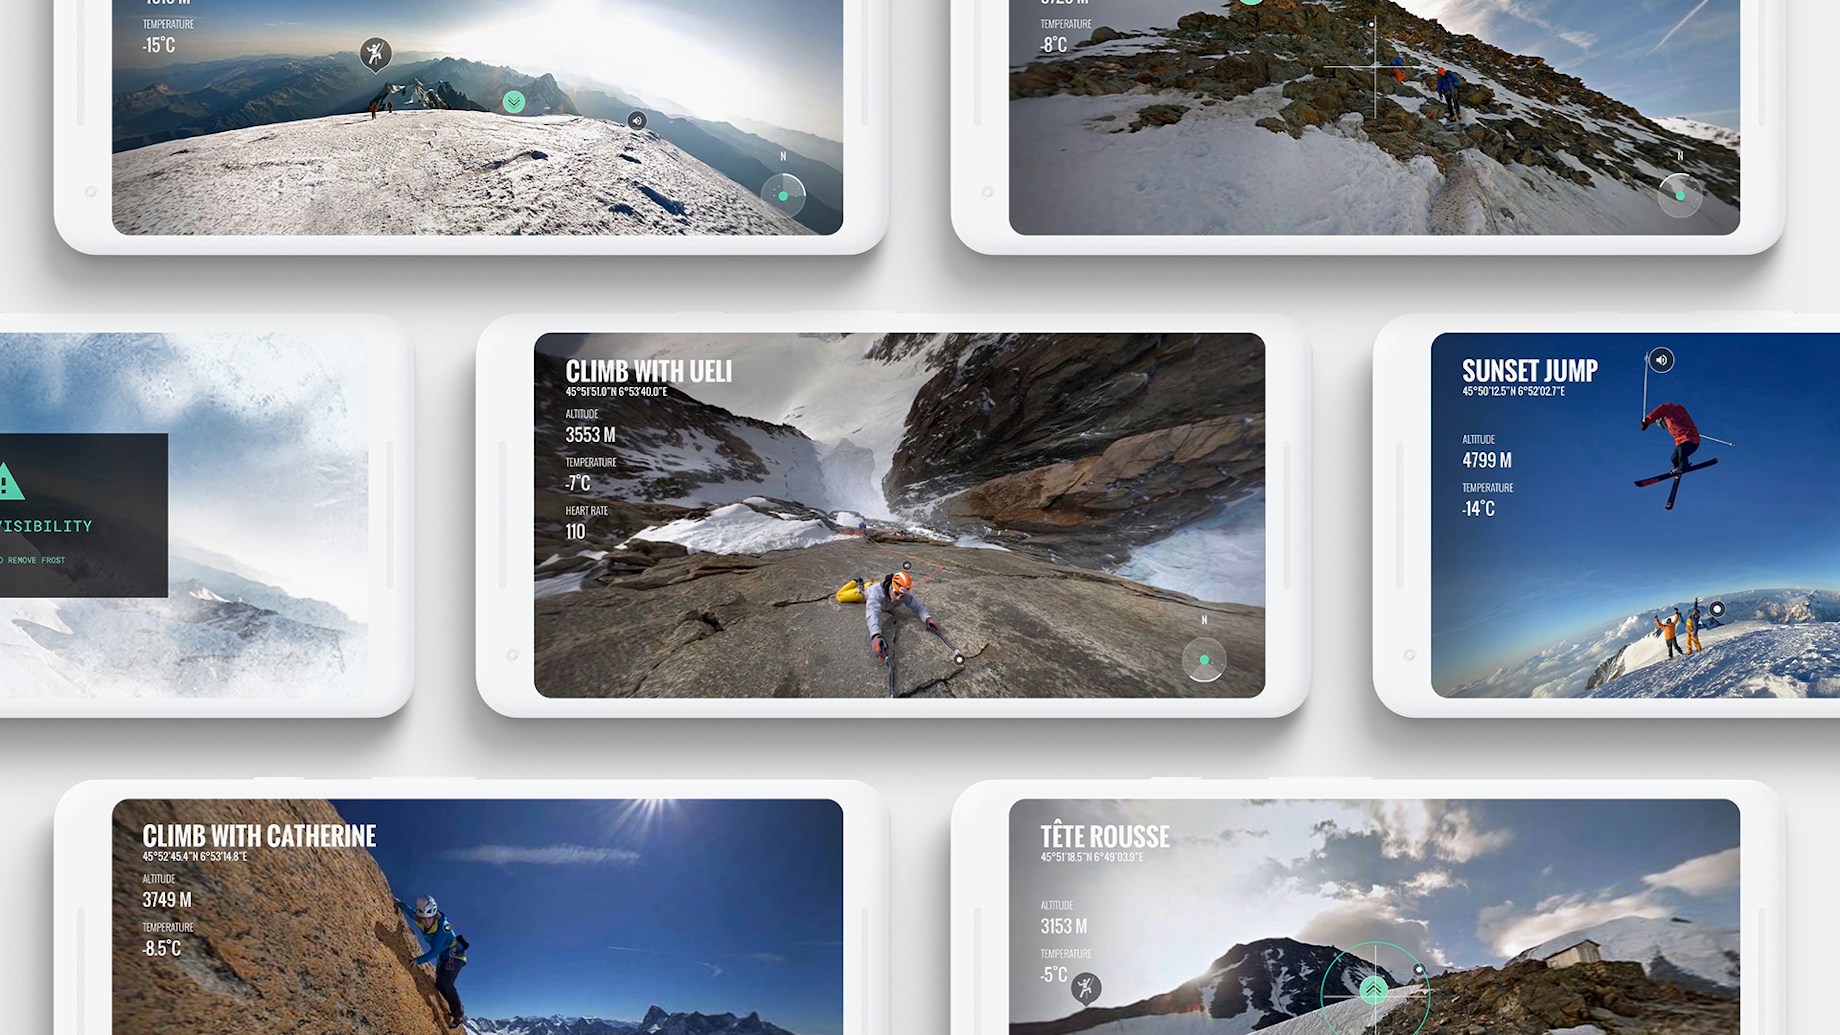 TEMPERATURE
-15°C
N
TEMPERATURE
-8°C
N
VISIBILITY
REMOVE FROST
CLIMB WITH UELI
45°51'51.0"N 6°53'40.0"E
ALTITUDE
3553 M
TEMPERATURE
-7°C
HEART RATE
110
N
SUNSET JUMP
45°50'12.5"N 6°52'02.7"E
ALTITUDE
4799 M
TEMPERATURE
-14°C
CLIMB WITH CATHERINE
45°52'45.4"N 6°53'14.8"E
ALTITUDE
3749 M
TEMPERATURE
-8.5°C
TÊTE ROUSSE
45°51'18.5"N 6°49'03.9"E
ALTITUDE
3153 M
TEMPERATURE
-5°C